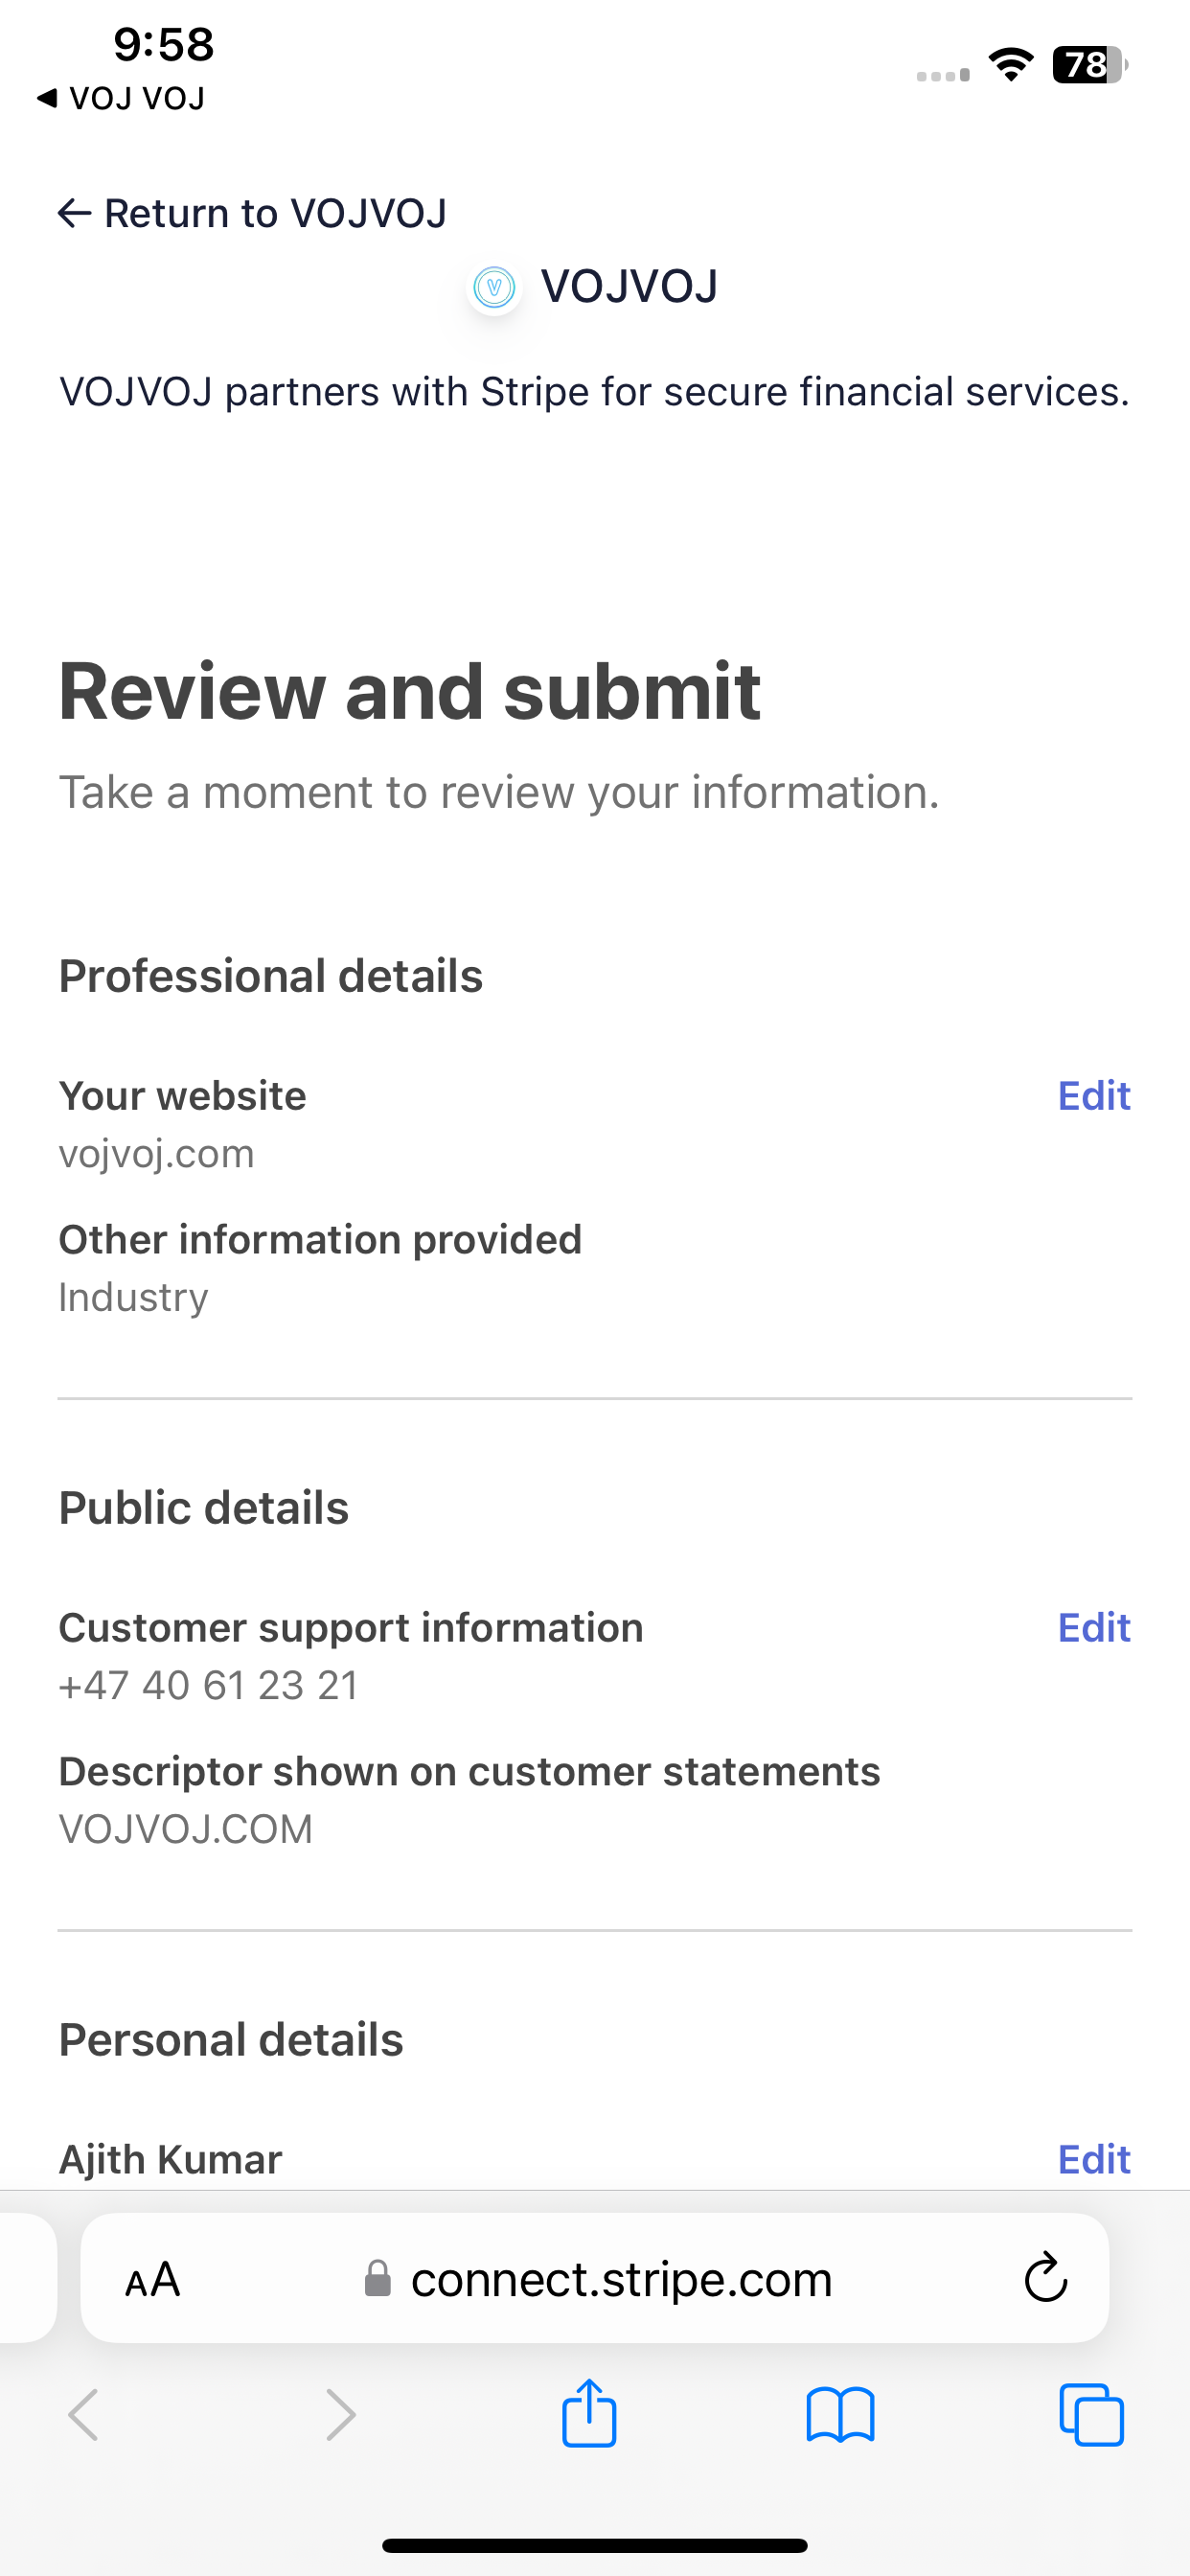 9:58
78
◀ VOJ VOJ
← Return to VOJVOJ
V VOJVOJ
VOJVOJ partners with Stripe for secure financial services.
Review and submit
Take a moment to review your information.
Professional details
Your website Edit
vojvoj.com
Other information provided
Industry
Public details
Customer support information Edit
+47 40 61 23 21
Descriptor shown on customer statements
VOJVOJ.COM
Personal details
Ajith Kumar Edit
AA connect.stripe.com